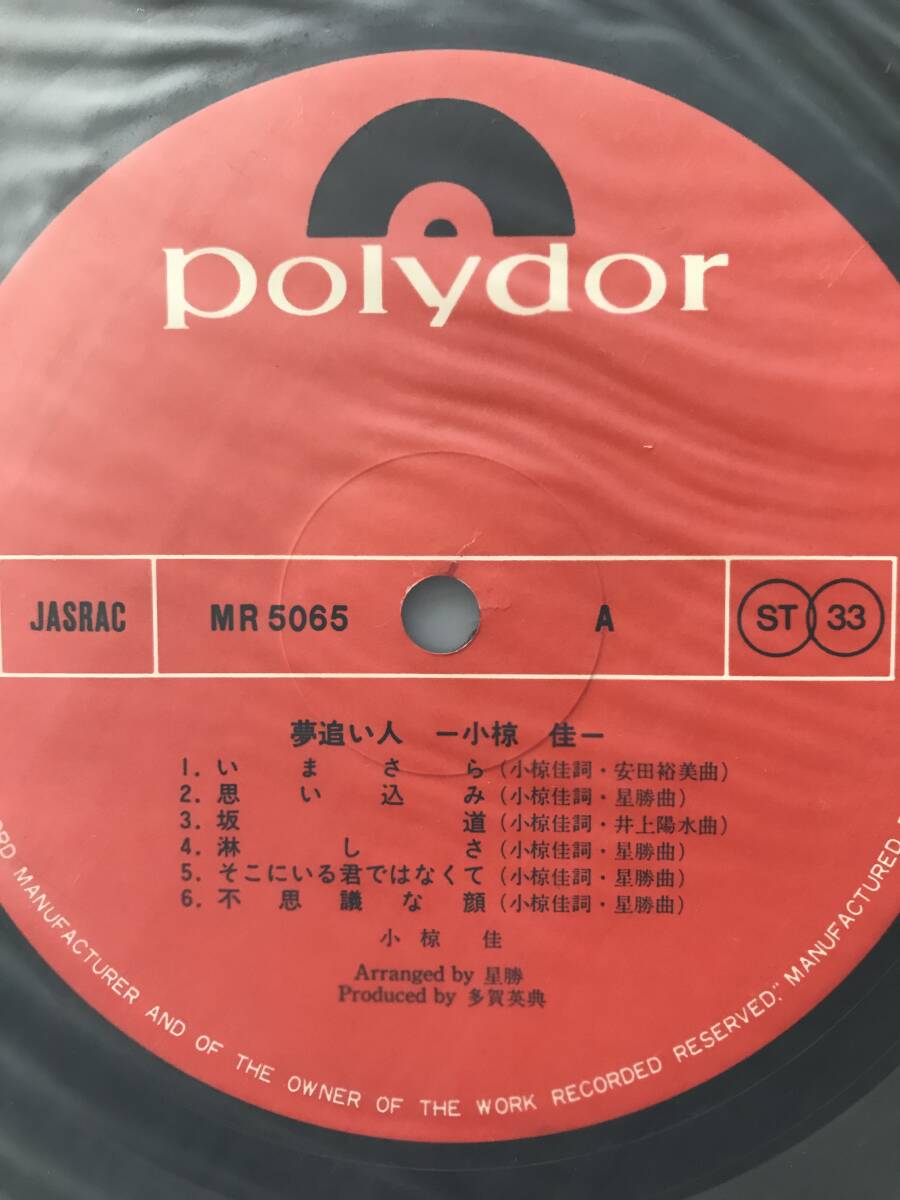 polydor
JASRAC MR 5065 A ST 33
夢追い人 ー小椋 佳ー
1. いまさら (小椋佳詞・安田裕美曲)
2. 思い込み (小椋佳詞・星勝曲)
3. 坂道 (小椋佳詞・井上陽水曲)
4. 淋しさ (小椋佳詞・星勝曲)
5. そこにいる君ではなくて (小椋佳詞・星勝曲)
6. 不思議な顔 (小椋佳詞・星勝曲)
小椋 佳
Arranged by 星勝
Produced by 多賀英典
MANUFACTURER AND OF THE OWNER OF THE WORK RECORDED RESERVED." MANUFACTURED